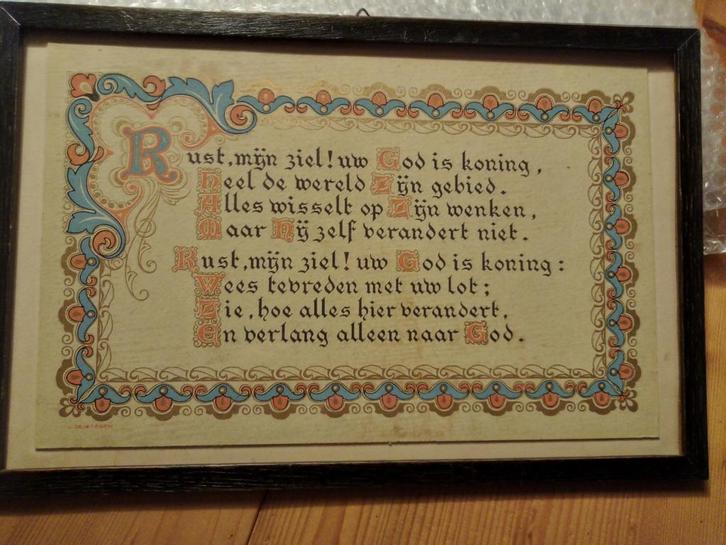 Rust, mijn ziel! uw God is koning,
Heel de wereld Zijn gebied.
Alles wisselt op Zijn wenken,
Maar Hij zelf verandert niet.
Rust, mijn ziel! uw God is koning:
Wees tevreden met uw lot;
Zie, hoe alles hier verandert,
En verlang alleen naar God.